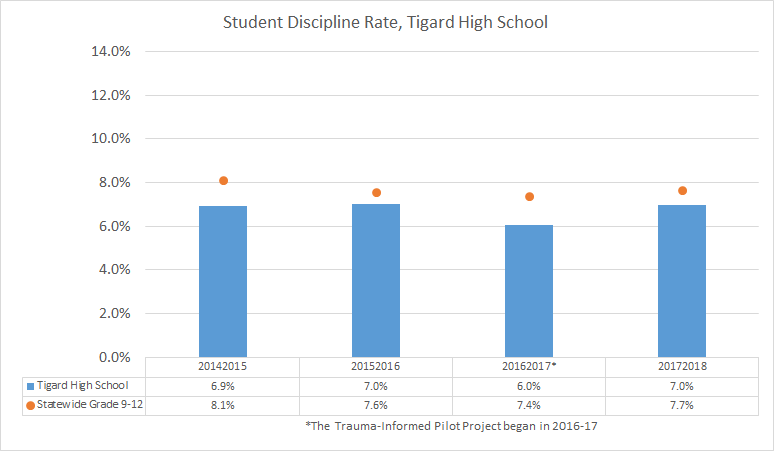 Student Discipline Rate, Tigard High School
14.0%
12.0%
10.0%
8.0%
6.0%
4.0%
2.0%
0.0%
20142015 20152016 20162017* 20172018
Tigard High School 6.9% 7.0% 6.0% 7.0%
Statewide Grade 9-12 8.1% 7.6% 7.4% 7.7%
*The Trauma-Informed Pilot Project began in 2016-17